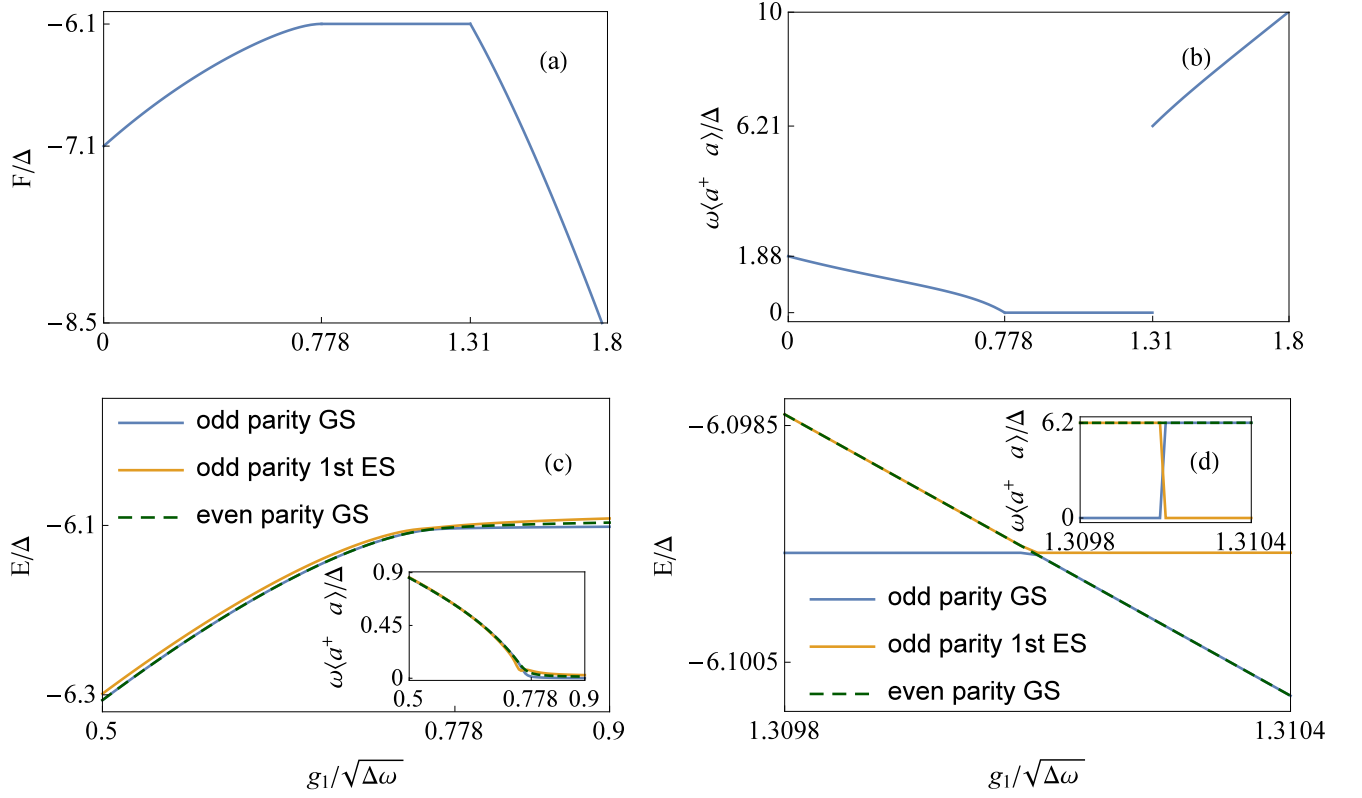 −6.1
(a)
−7.1
−8.5
F/Δ
0
0.778
1.31
1.8
10
(b)
6.21
1.88
0
ω⟨a⁺ a⟩/Δ
0
0.778
1.31
1.8
odd parity GS
odd parity 1st ES
even parity GS
(c)
−6.1
−6.3
E/Δ
0.9
0.45
0
ω⟨a⁺ a⟩/Δ
0.5
0.778
0.9
0.5
0.778
0.9
g₁/√Δω
−6.0985
−6.1005
E/Δ
6.2
0
ω⟨a⁺ a⟩/Δ
(d)
1.3098
1.3104
odd parity GS
odd parity 1st ES
even parity GS
1.3098
1.3104
g₁/√Δω